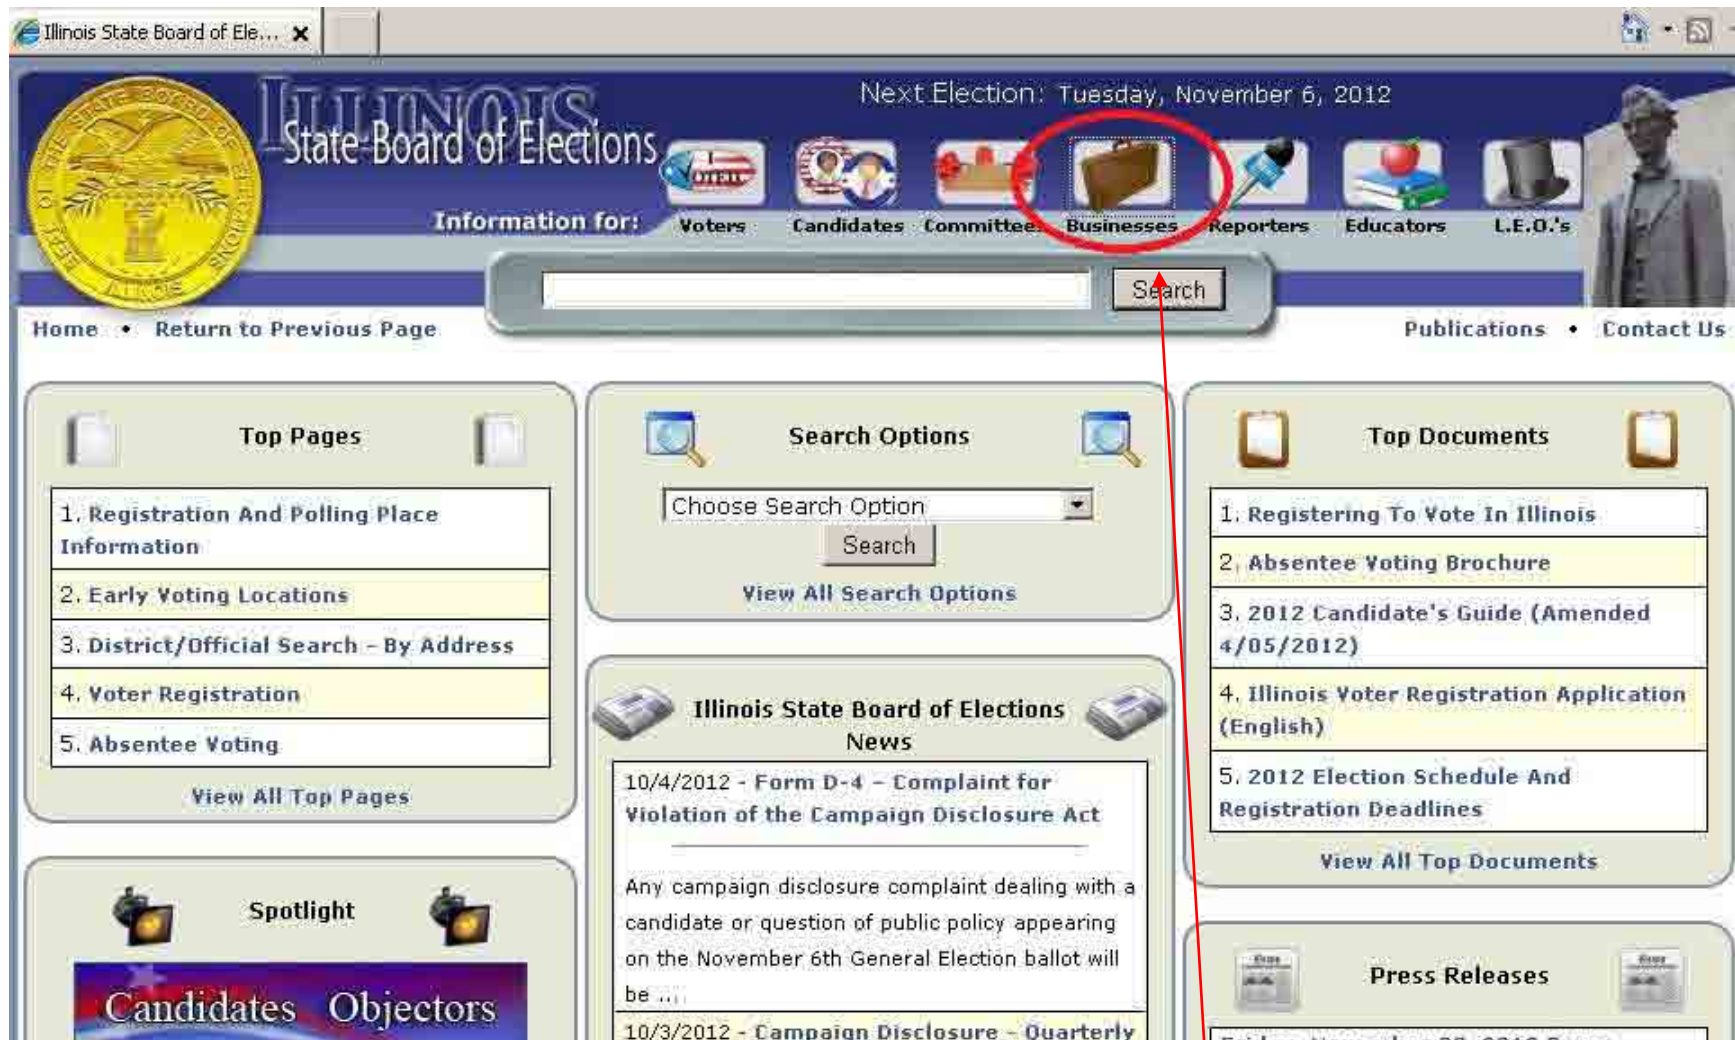 Illinois State Board of Ele...
ILLINOIS
State Board of Elections
Next Election: Tuesday, November 6, 2012
Information for:
Voters
Candidates
Committees
Businesses
Reporters
Educators
L.E.O.'s
Search
Home • Return to Previous Page
Publications • Contact Us
Top Pages
1. Registration And Polling Place
Information
2. Early Voting Locations
3. District/Official Search - By Address
4. Voter Registration
5. Absentee Voting
View All Top Pages
Spotlight
Candidates Objectors
Search Options
Choose Search Option
Search
View All Search Options
Illinois State Board of Elections
News
10/4/2012 - Form D-4 - Complaint for
Violation of the Campaign Disclosure Act
Any campaign disclosure complaint dealing with a
candidate or question of public policy appearing
on the November 6th General Election ballot will
be ....
10/3/2012 - Campaign Disclosure - Quarterly
Top Documents
1. Registering To Vote In Illinois
2. Absentee Voting Brochure
3. 2012 Candidate's Guide (Amended
4/05/2012)
4. Illinois Voter Registration Application
(English)
5. 2012 Election Schedule And
Registration Deadlines
View All Top Documents
Press Releases